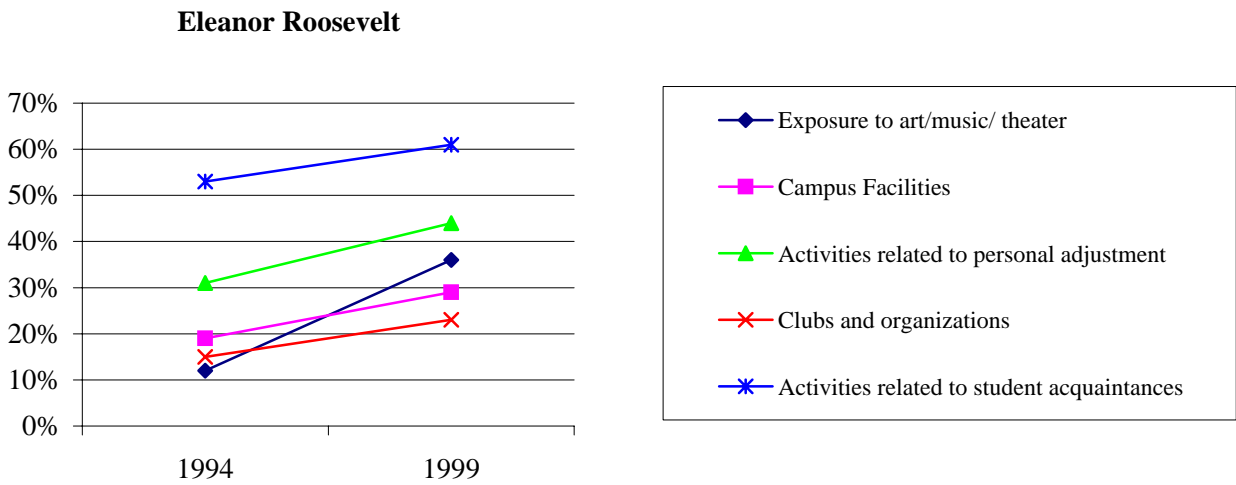 Eleanor Roosevelt
70%
60%
50%
40%
30%
20%
10%
0%
1994 1999
Exposure to art/music/ theater
Campus Facilities
Activities related to personal adjustment
Clubs and organizations
Activities related to student acquaintances